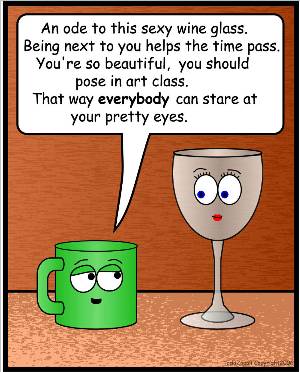 An ode to this sexy wine glass.
Being next to you helps the time pass.
You're so beautiful, you should
pose in art class.
That way everybody can stare at
your pretty eyes.